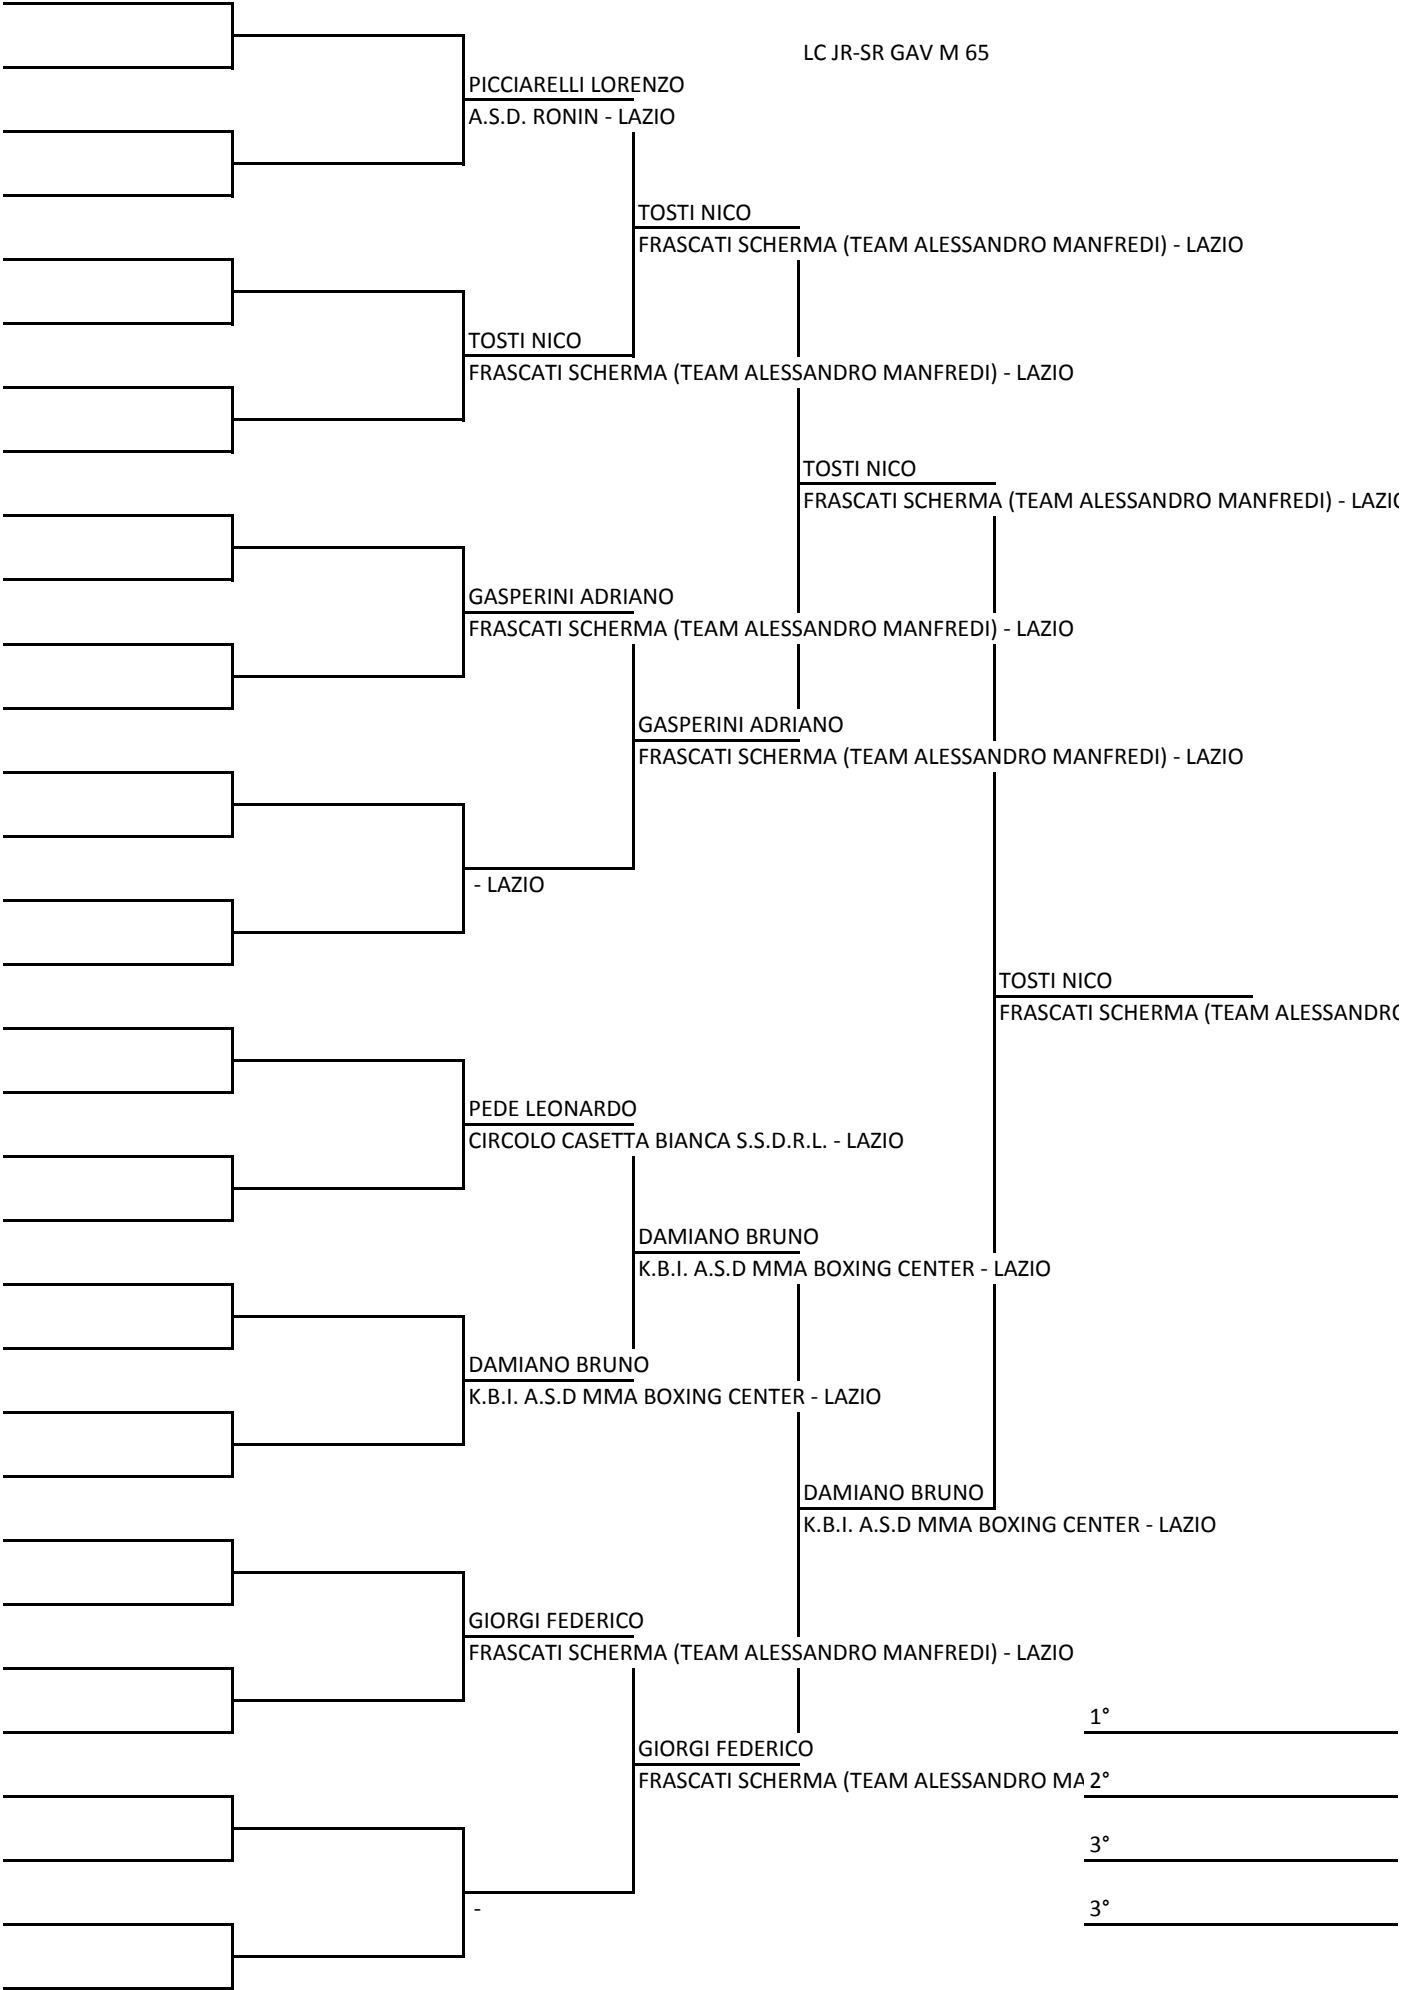 LC JR-SR GAV M 65
PICCIARELLI LORENZO
A.S.D. RONIN - LAZIO
TOSTI NICO
FRASCATI SCHERMA (TEAM ALESSANDRO MANFREDI) - LAZIO
TOSTI NICO
FRASCATI SCHERMA (TEAM ALESSANDRO MANFREDI) - LAZIO
TOSTI NICO
FRASCATI SCHERMA (TEAM ALESSANDRO MANFREDI) - LAZIO
GASPERINI ADRIANO
FRASCATI SCHERMA (TEAM ALESSANDRO MANFREDI) - LAZIO
GASPERINI ADRIANO
FRASCATI SCHERMA (TEAM ALESSANDRO MANFREDI) - LAZIO
- LAZIO
TOSTI NICO
FRASCATI SCHERMA (TEAM ALESSANDRO
PEDE LEONARDO
CIRCOLO CASETTA BIANCA S.S.D.R.L. - LAZIO
DAMIANO BRUNO
K.B.I. A.S.D MMA BOXING CENTER - LAZIO
DAMIANO BRUNO
K.B.I. A.S.D MMA BOXING CENTER - LAZIO
DAMIANO BRUNO
K.B.I. A.S.D MMA BOXING CENTER - LAZIO
GIORGI FEDERICO
FRASCATI SCHERMA (TEAM ALESSANDRO MANFREDI) - LAZIO
1°
GIORGI FEDERICO
FRASCATI SCHERMA (TEAM ALESSANDRO MA
2°
3°
-
3°